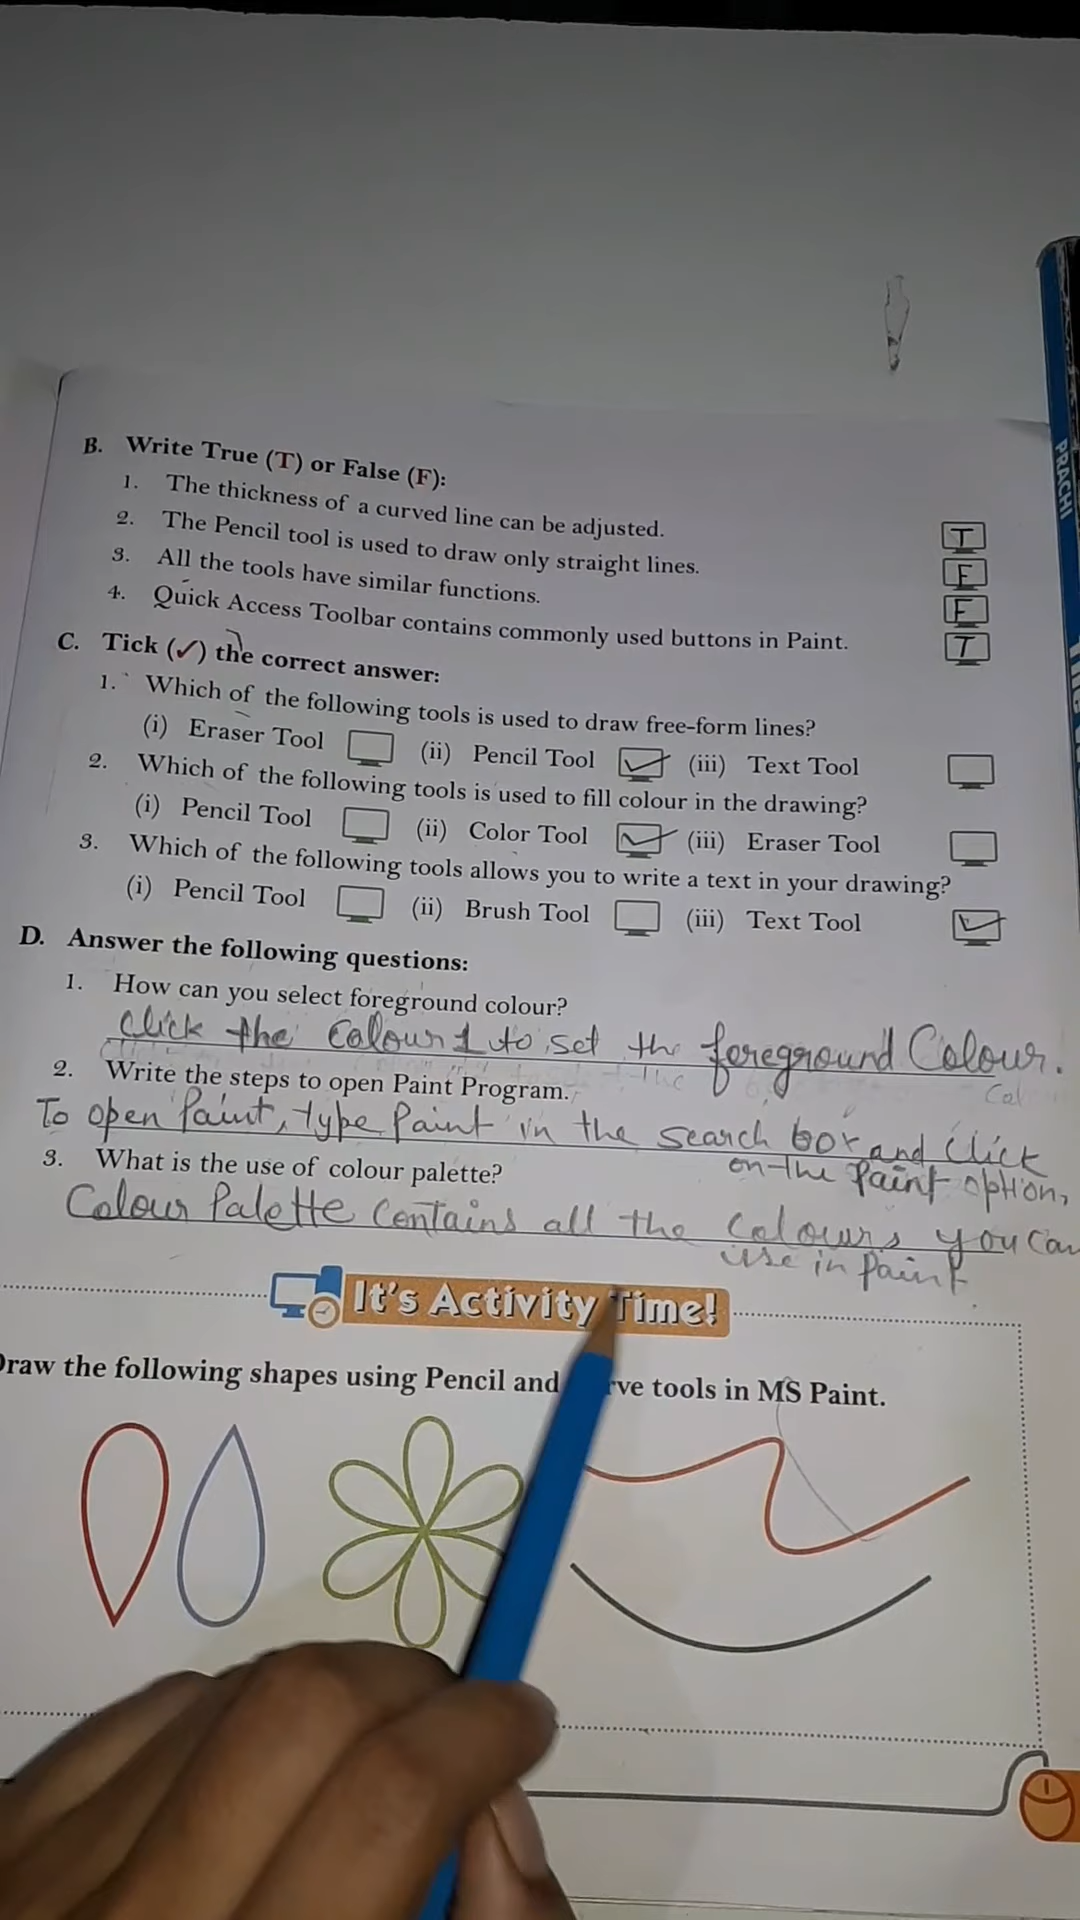 B. Write True (T) or False (F):
1. The thickness of a curved line can be adjusted. T
2. The Pencil tool is used to draw only straight lines. F
3. All the tools have similar functions. F
4. Quick Access Toolbar contains commonly used buttons in Paint. T
C. Tick (✓) the correct answer:
1. Which of the following tools is used to draw free-form lines?
(i) Eraser Tool (ii) Pencil Tool ✓ (iii) Text Tool
2. Which of the following tools is used to fill colour in the drawing?
(i) Pencil Tool (ii) Color Tool ✓ (iii) Eraser Tool
3. Which of the following tools allows you to write a text in your drawing?
(i) Pencil Tool (ii) Brush Tool (iii) Text Tool ✓
D. Answer the following questions:
1. How can you select foreground colour?
Click the Colour 1 to set the foreground Colour.
2. Write the steps to open Paint Program.
To open Paint, type Paint in the search box and click
on the Paint option,
3. What is the use of colour palette?
Colour Palette contains all the colours you can
use in paint
It's Activity Time!
Draw the following shapes using Pencil and tools in MS Paint.
PRACHI